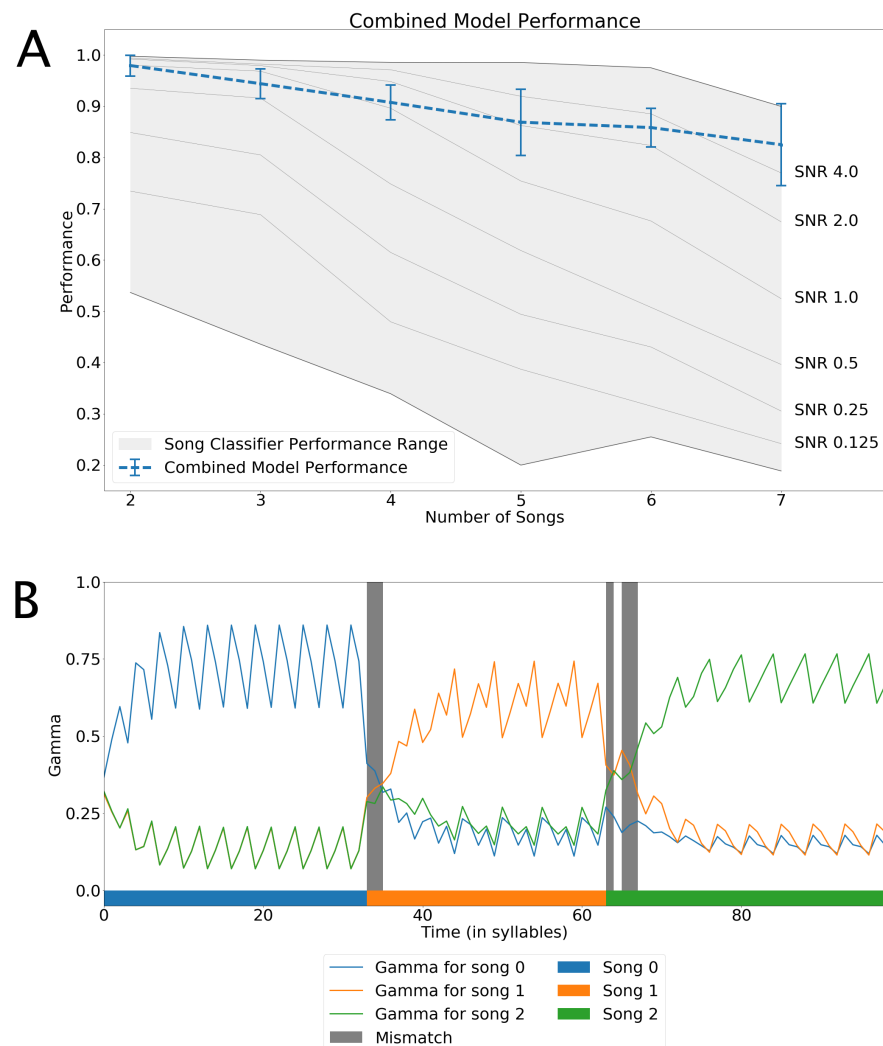 Combined Model Performance
A
1.0
0.9
0.8
0.7
0.6
0.5
0.4
0.3
0.2
Performance
SNR 4.0
SNR 2.0
SNR 1.0
SNR 0.5
SNR 0.25
SNR 0.125
Song Classifier Performance Range
Combined Model Performance
2 3 4 5 6 7
Number of Songs
B
1.0
0.75
0.5
0.25
0.0
Gamma
0 20 40 60 80
Time (in syllables)
Gamma for song 0 Song 0
Gamma for song 1 Song 1
Gamma for song 2 Song 2
Mismatch